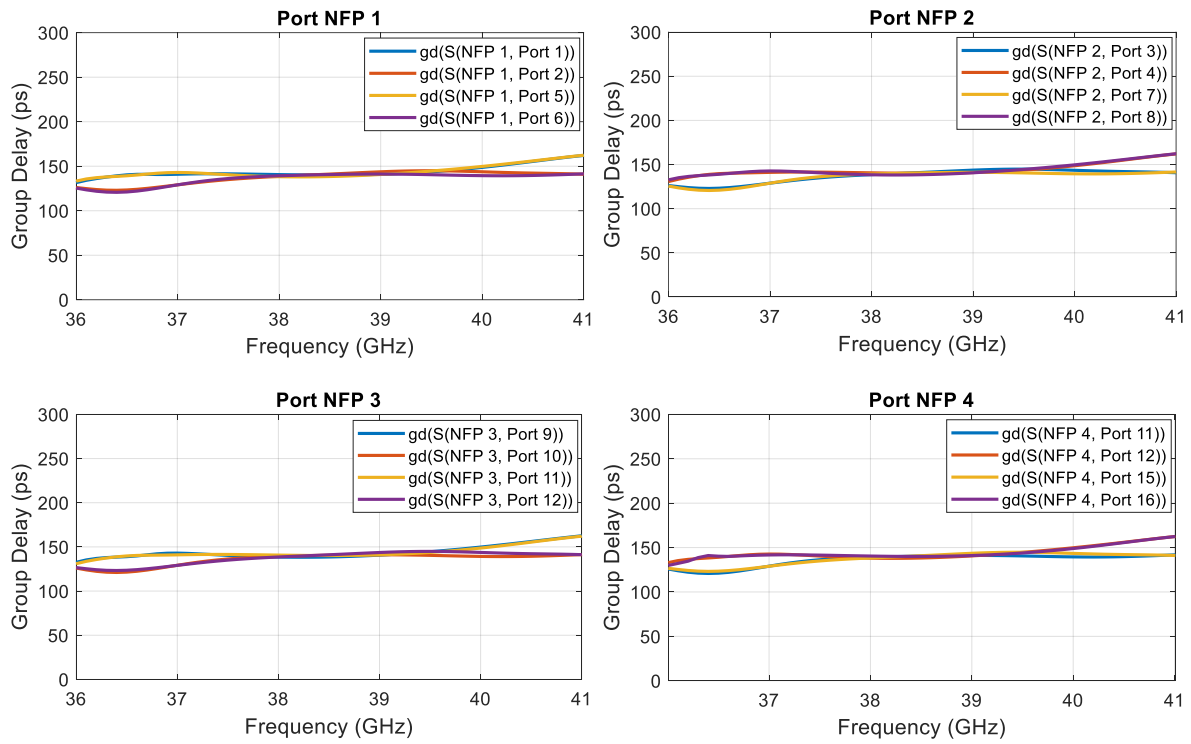 Port NFP 1
300
250
200
150
100
50
0
Group Delay (ps)
gd(S(NFP 1, Port 1))
gd(S(NFP 1, Port 2))
gd(S(NFP 1, Port 5))
gd(S(NFP 1, Port 6))
36 37 38 39 40 41
Frequency (GHz)
Port NFP 2
300
250
200
150
100
50
0
Group Delay (ps)
gd(S(NFP 2, Port 3))
gd(S(NFP 2, Port 4))
gd(S(NFP 2, Port 7))
gd(S(NFP 2, Port 8))
36 37 38 39 40 41
Frequency (GHz)
Port NFP 3
300
250
200
150
100
50
0
Group Delay (ps)
gd(S(NFP 3, Port 9))
gd(S(NFP 3, Port 10))
gd(S(NFP 3, Port 11))
gd(S(NFP 3, Port 12))
36 37 38 39 40 41
Frequency (GHz)
Port NFP 4
300
250
200
150
100
50
0
Group Delay (ps)
gd(S(NFP 4, Port 11))
gd(S(NFP 4, Port 12))
gd(S(NFP 4, Port 15))
gd(S(NFP 4, Port 16))
37 38 39 40 41
Frequency (GHz)